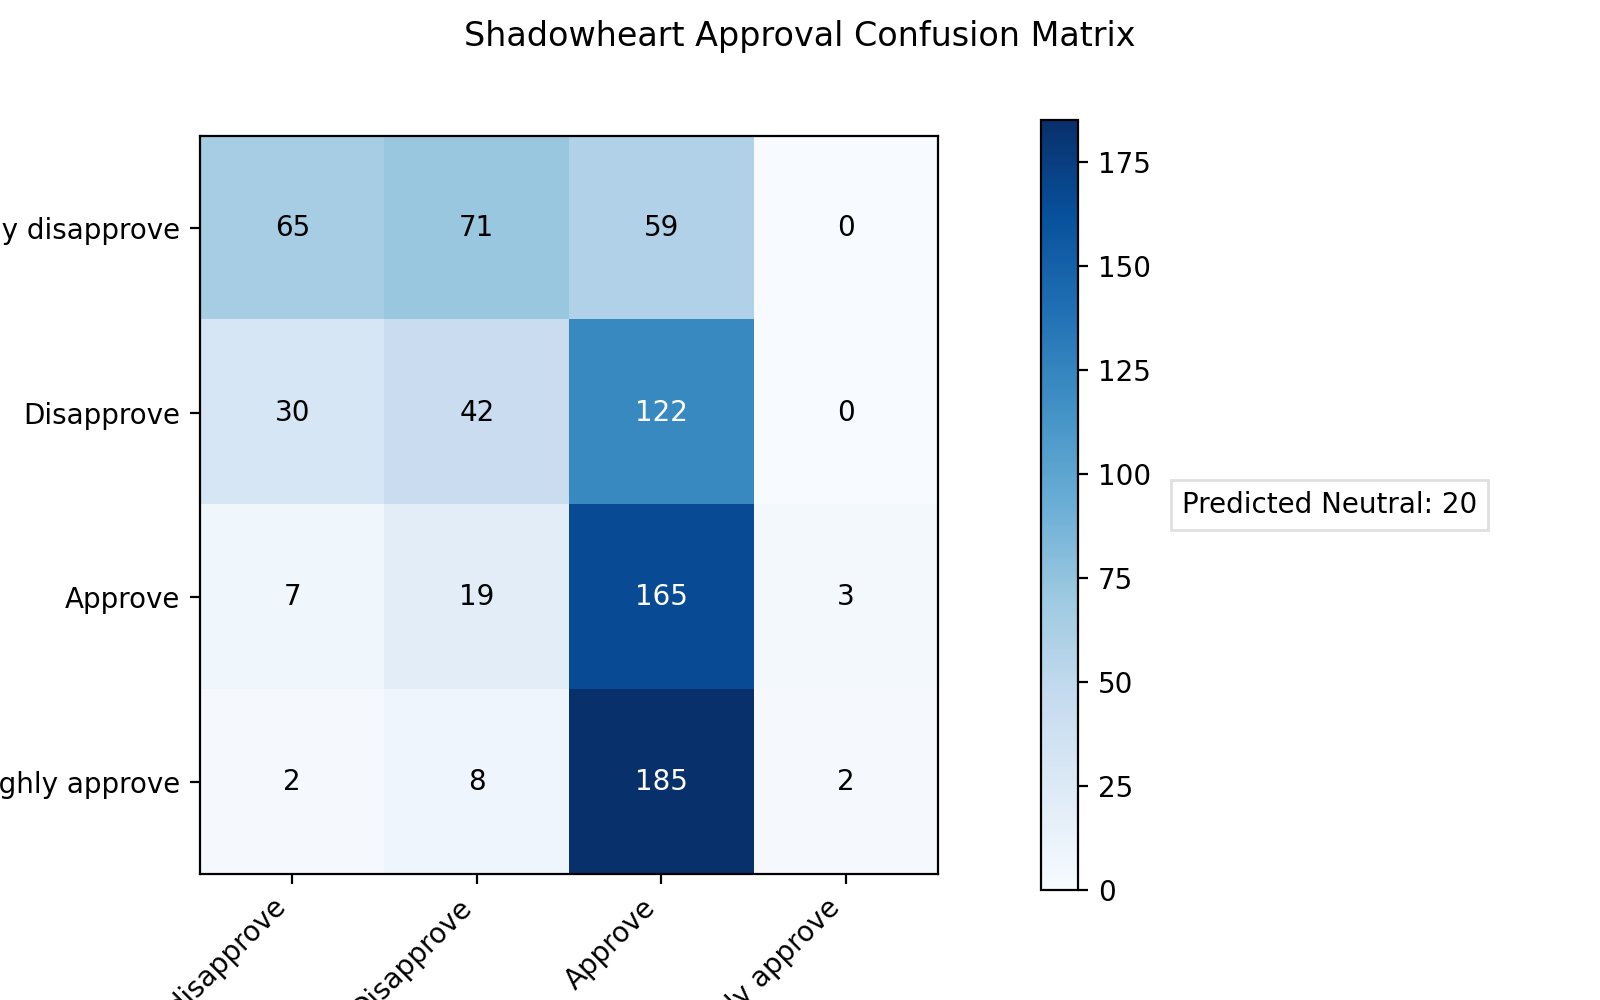 Shadowheart Approval Confusion Matrix
y disapprove
65 71 59 0
Disapprove
30 42 122 0
Approve
7 19 165 3
ghly approve
2 8 185 2
disapprove
Disapprove
Approve
ly approve
175
150
125
100
75
50
25
0
Predicted Neutral: 20